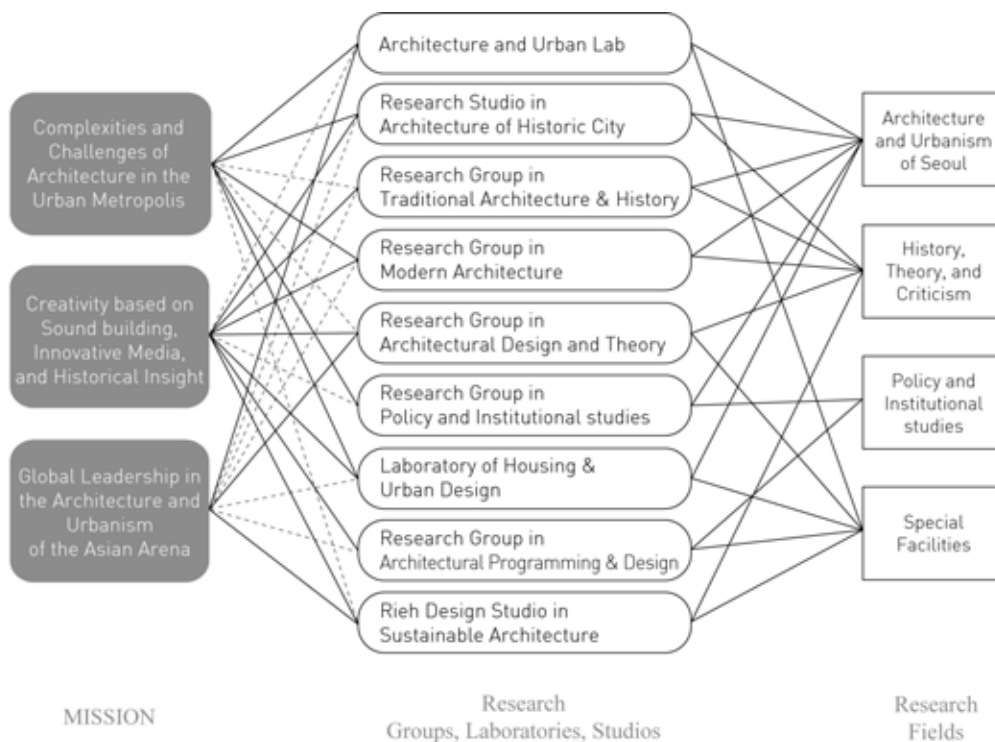 Complexities and
Challenges of
Architecture in the
Urban Metropolis
Creativity based on
Sound building,
Innovative Media,
and Historical Insight
Global Leadership in
the Architecture and
Urbanism
of the Asian Arena
MISSION
Architecture and Urban Lab
Research Studio in
Architecture of Historic City
Research Group in
Traditional Architecture & History
Research Group in
Modern Architecture
Research Group in
Architectural Design and Theory
Research Group in
Policy and Institutional studies
Laboratory of Housing &
Urban Design
Research Group in
Architectural Programming & Design
Rieh Design Studio in
Sustainable Architecture
Research
Groups, Laboratories, Studios
Architecture
and Urbanism
of Seoul
History,
Theory, and
Criticism
Policy and
Institutional
studies
Special
Facilities
Research
Fields